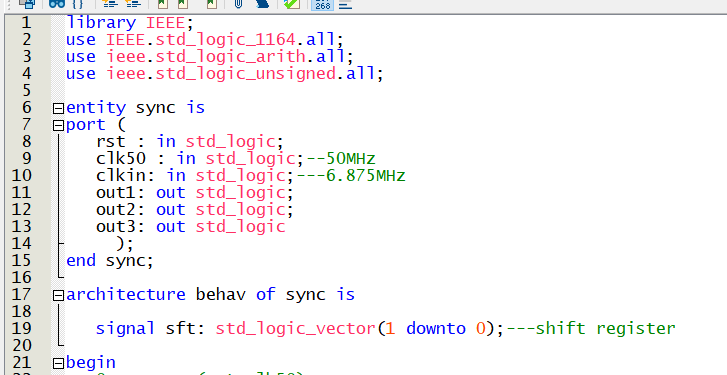 268
1 library IEEE;
2 use IEEE.std_logic_1164.all;
3 use ieee.std_logic_arith.all;
4 use ieee.std_logic_unsigned.all;
5
6 entity sync is
7 port (
8 rst : in std_logic;
9 clk50 : in std_logic;--50MHz
10 clkin: in std_logic;---6.875MHz
11 out1: out std_logic;
12 out2: out std_logic;
13 out3: out std_logic
14 );
15 end sync;
16
17 architecture behav of sync is
18
19 signal sft: std_logic_vector(1 downto 0);---shift register
20
21 begin